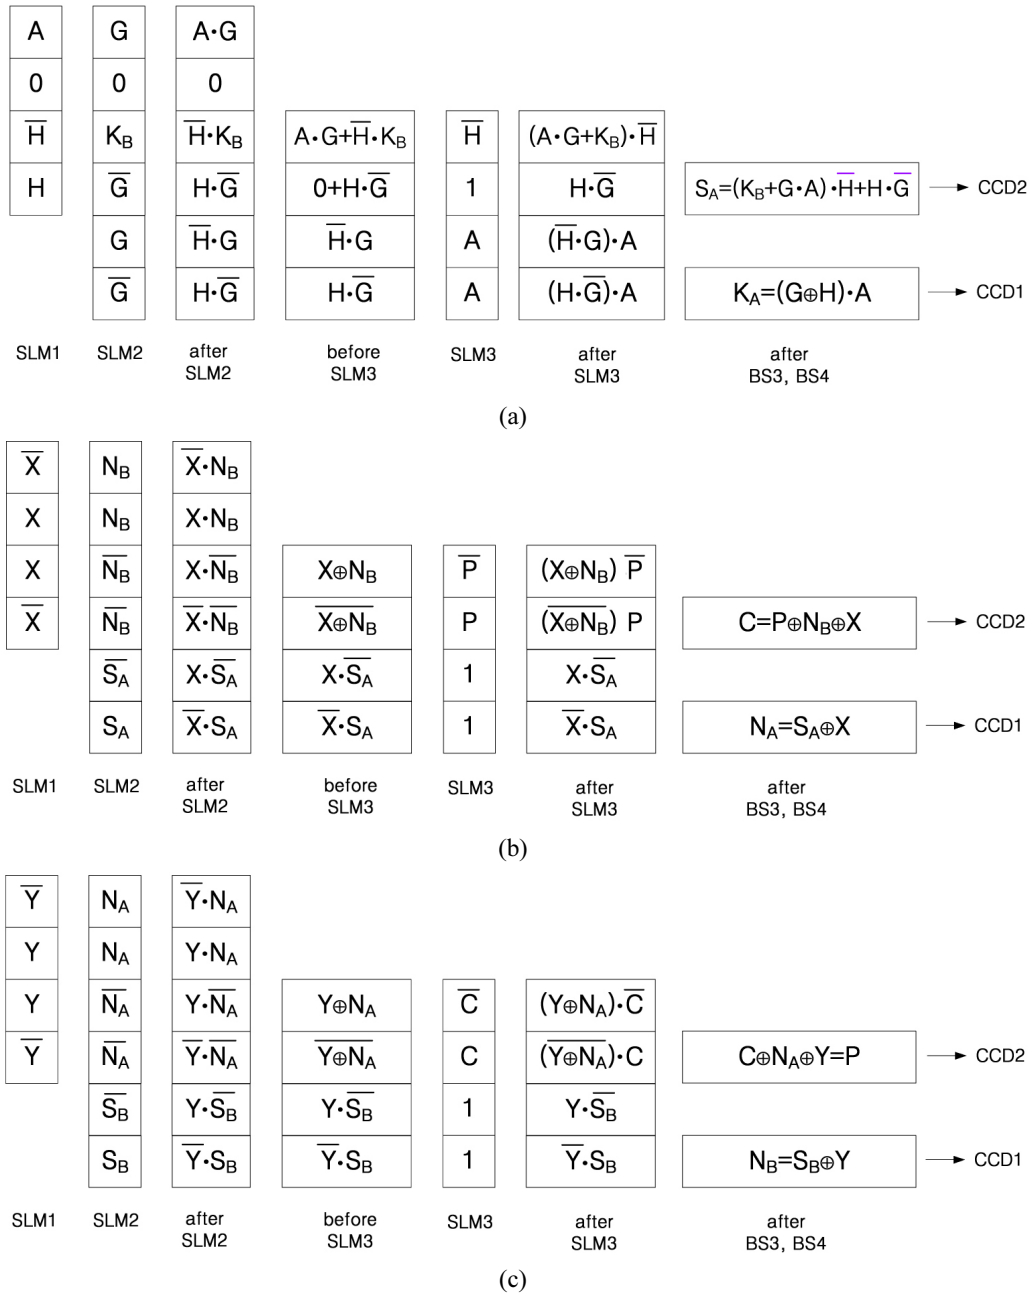 A G A·G
0 0 0
H̅ K_B H̅·K_B A·G+H̅·K_B H̅ (A·G+K_B)·H̅
H G̅ H·G̅ 0+H·G̅ 1 H·G̅ S_A=(K_B+G·A)·H̅+H·G̅ → CCD2
G H̅·G H̅·G A (H̅·G)·A
G̅ H·G̅ H·G̅ A (H·G̅)·A K_A=(G⊕H)·A → CCD1
SLM1 SLM2 after SLM2 before SLM3 SLM3 after SLM3 after BS3, BS4
(a)
X̅ N_B X̅·N_B
X N_B X·N_B
X N̅_B X·N̅_B X⊕N_B P̅ (X⊕N_B) P̅
X̅ N̅_B X̅·N̅_B \overline{X⊕N_B} P (\overline{X⊕N_B}) P C=P⊕N_B⊕X → CCD2
S̅_A X·S̅_A X·S̅_A 1 X·S̅_A
S_A X̅·S_A X̅·S_A 1 X̅·S_A N_A=S_A⊕X → CCD1
SLM1 SLM2 after SLM2 before SLM3 SLM3 after SLM3 after BS3, BS4
(b)
Y̅ N_A Y̅·N_A
Y N_A Y·N_A
Y N̅_A Y·N̅_A Y⊕N_A C̅ (Y⊕N_A)·C̅
Y̅ N̅_A Y̅·N̅_A \overline{Y⊕N_A} C (\overline{Y⊕N_A})·C C⊕N_A⊕Y=P → CCD2
S̅_B Y·S̅_B Y·S̅_B 1 Y·S̅_B
S_B Y̅·S_B Y̅·S_B 1 Y̅·S_B N_B=S_B⊕Y → CCD1
SLM1 SLM2 after SLM2 before SLM3 SLM3 after SLM3 after BS3, BS4
(c)